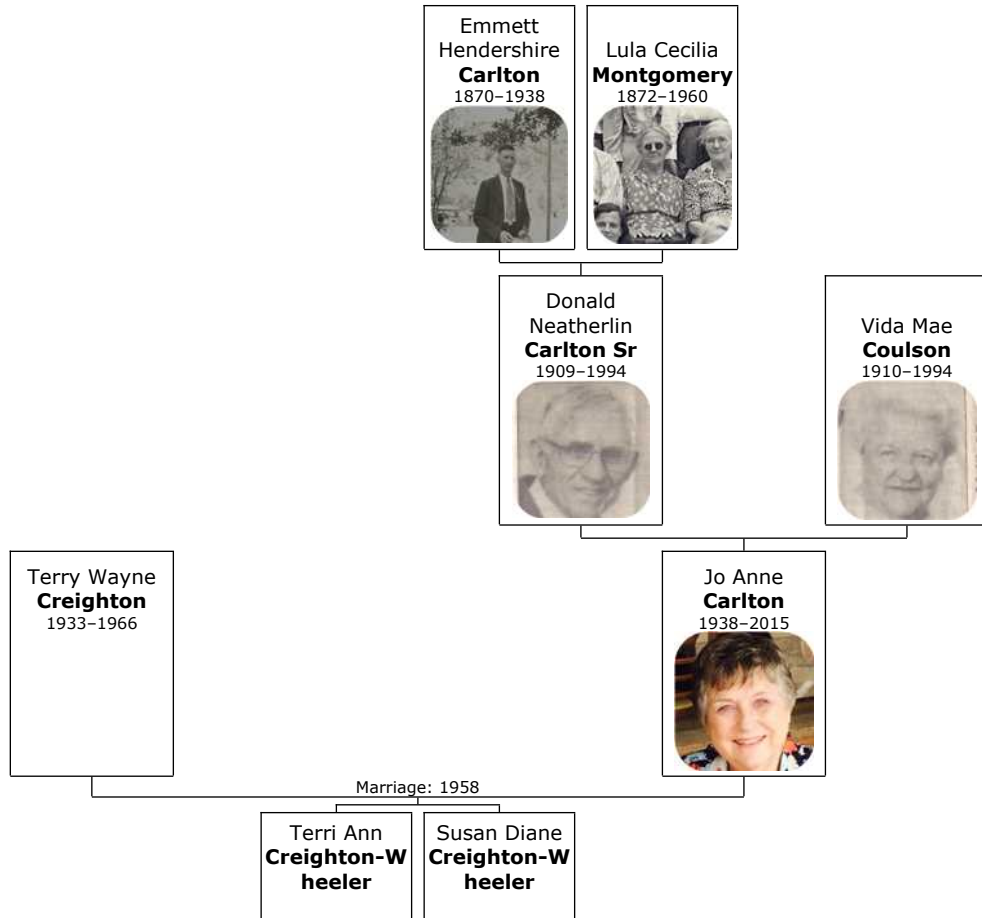 Emmett
Hendershire
Carlton
1870–1938
Lula Cecilia
Montgomery
1872–1960
Donald
Neatherlin
Carlton Sr
1909–1994
Vida Mae
Coulson
1910–1994
Terry Wayne
Creighton
1933–1966
Jo Anne
Carlton
1938–2015
Marriage: 1958
Terri Ann
Creighton-W
heeler
Susan Diane
Creighton-W
heeler